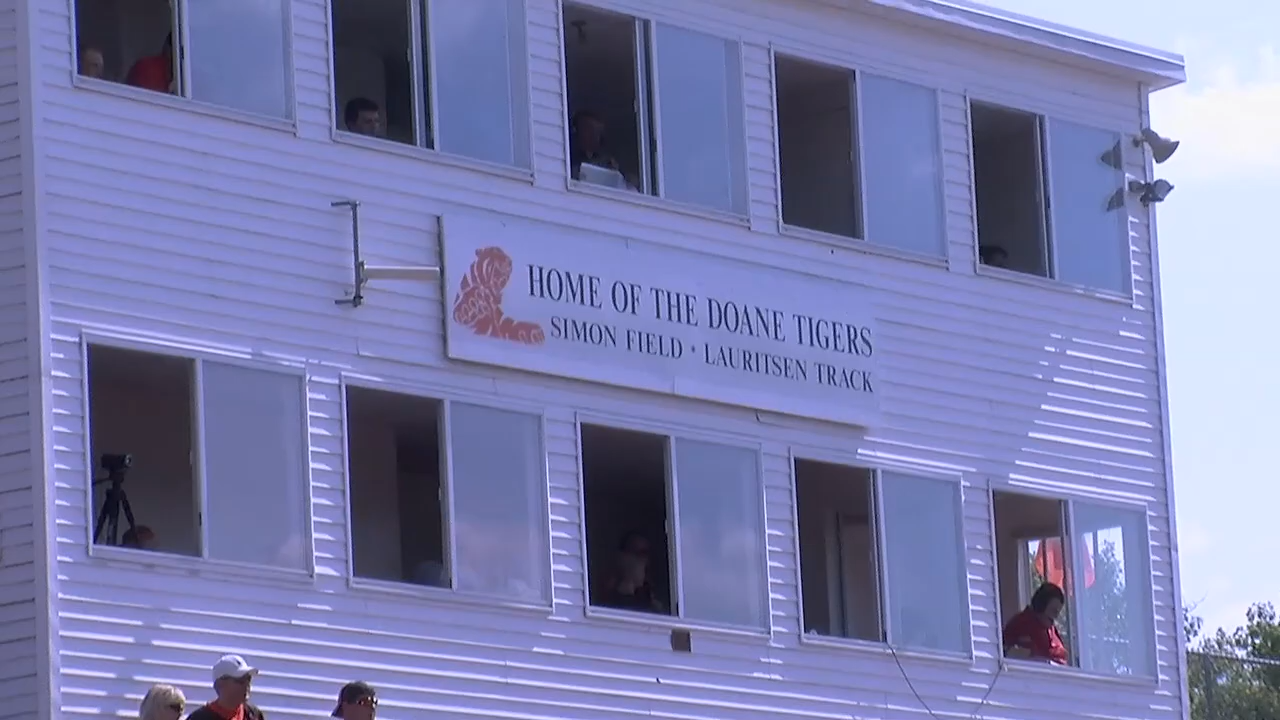 HOME OF THE DOANE TIGERS
SIMON FIELD • LAURITSEN TRACK